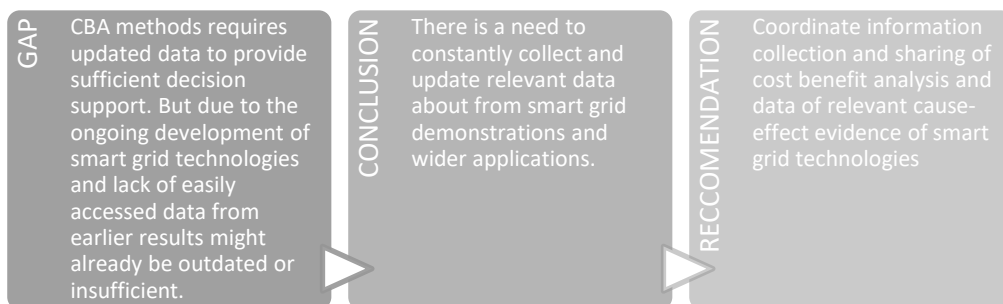 GAP
CBA methods requires
updated data to provide
sufficient decision
support. But due to the
ongoing development of
smart grid technologies
and lack of easily
accessed data from
earlier results might
already be outdated or
insufficient.
CONCLUSION
There is a need to
constantly collect and
update relevant data
about from smart grid
demonstrations and
wider applications.
RECCOMENDATION
Coordinate information
collection and sharing of
cost benefit analysis and
data of relevant cause-
effect evidence of smart
grid technologies